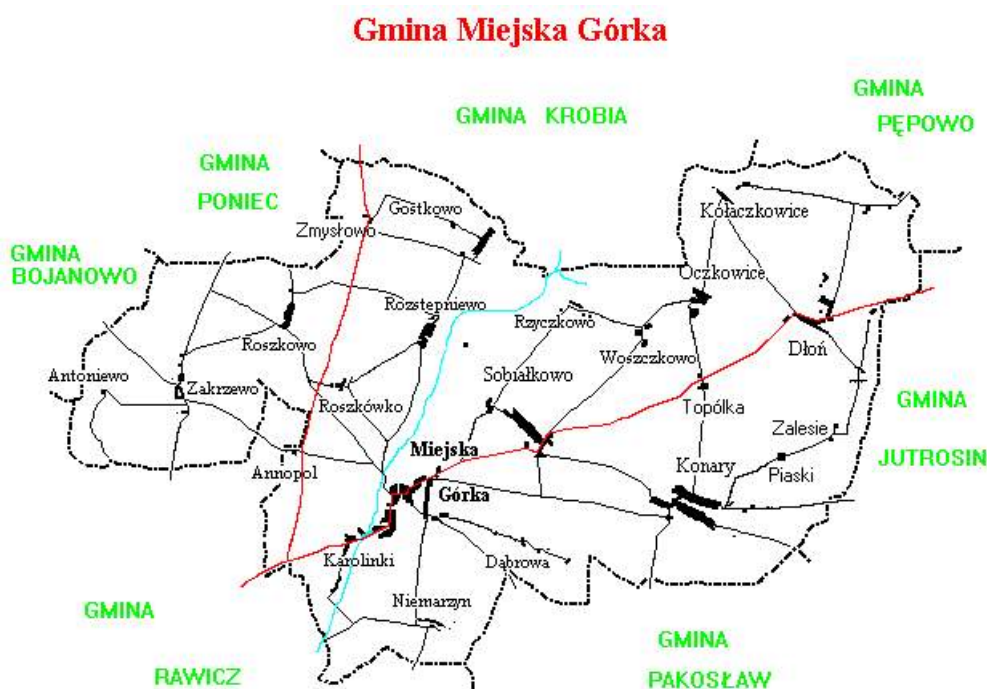 Gmina Miejska Górka
GMINA
PĘPOWO
GMINA KROBIA
GMINA
PONIEC
GMINA
BOJANOWO
Gostkowo
Zmysłowo
Kołaczkowice
Oczkowice
Rozstępniewo
Rzyczkowo
Roszkowo
Woszczkowo
Dłoń
Antoniewo
Zakrzewo
Sobiałkowo
Roszkówko
Topólka
GMINA
JUTROSIN
Zalesie
Miejska
Górka
Annopol
Konary
Piaski
Karolinki
Dąbrowa
Niemarzyn
GMINA
RAWICZ
GMINA
PAKOSŁAW